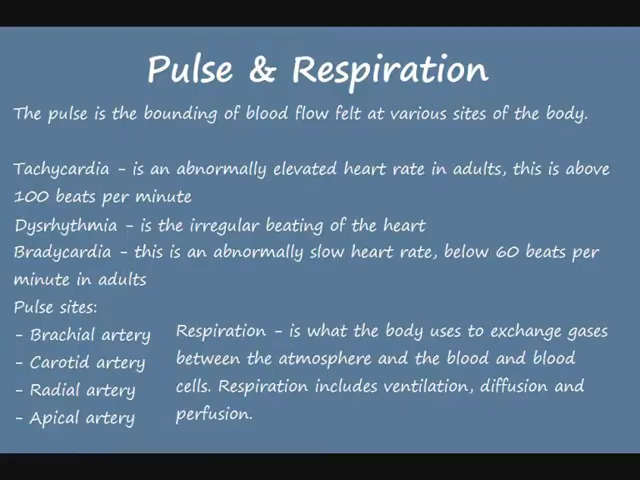 Pulse & Respiration
The pulse is the bounding of blood flow felt at various sites of the body.
Tachycardia - is an abnormally elevated heart rate in adults, this is above
100 beats per minute
Dysrhythmia - is the irregular beating of the heart
Bradycardia - this is an abnormally slow heart rate, below 60 beats per
minute in adults
Pulse sites:
- Brachial artery
- Carotid artery
- Radial artery
- Apical artery
Respiration - is what the body uses to exchange gases
between the atmosphere and the blood and blood
cells. Respiration includes ventilation, diffusion and
perfusion.